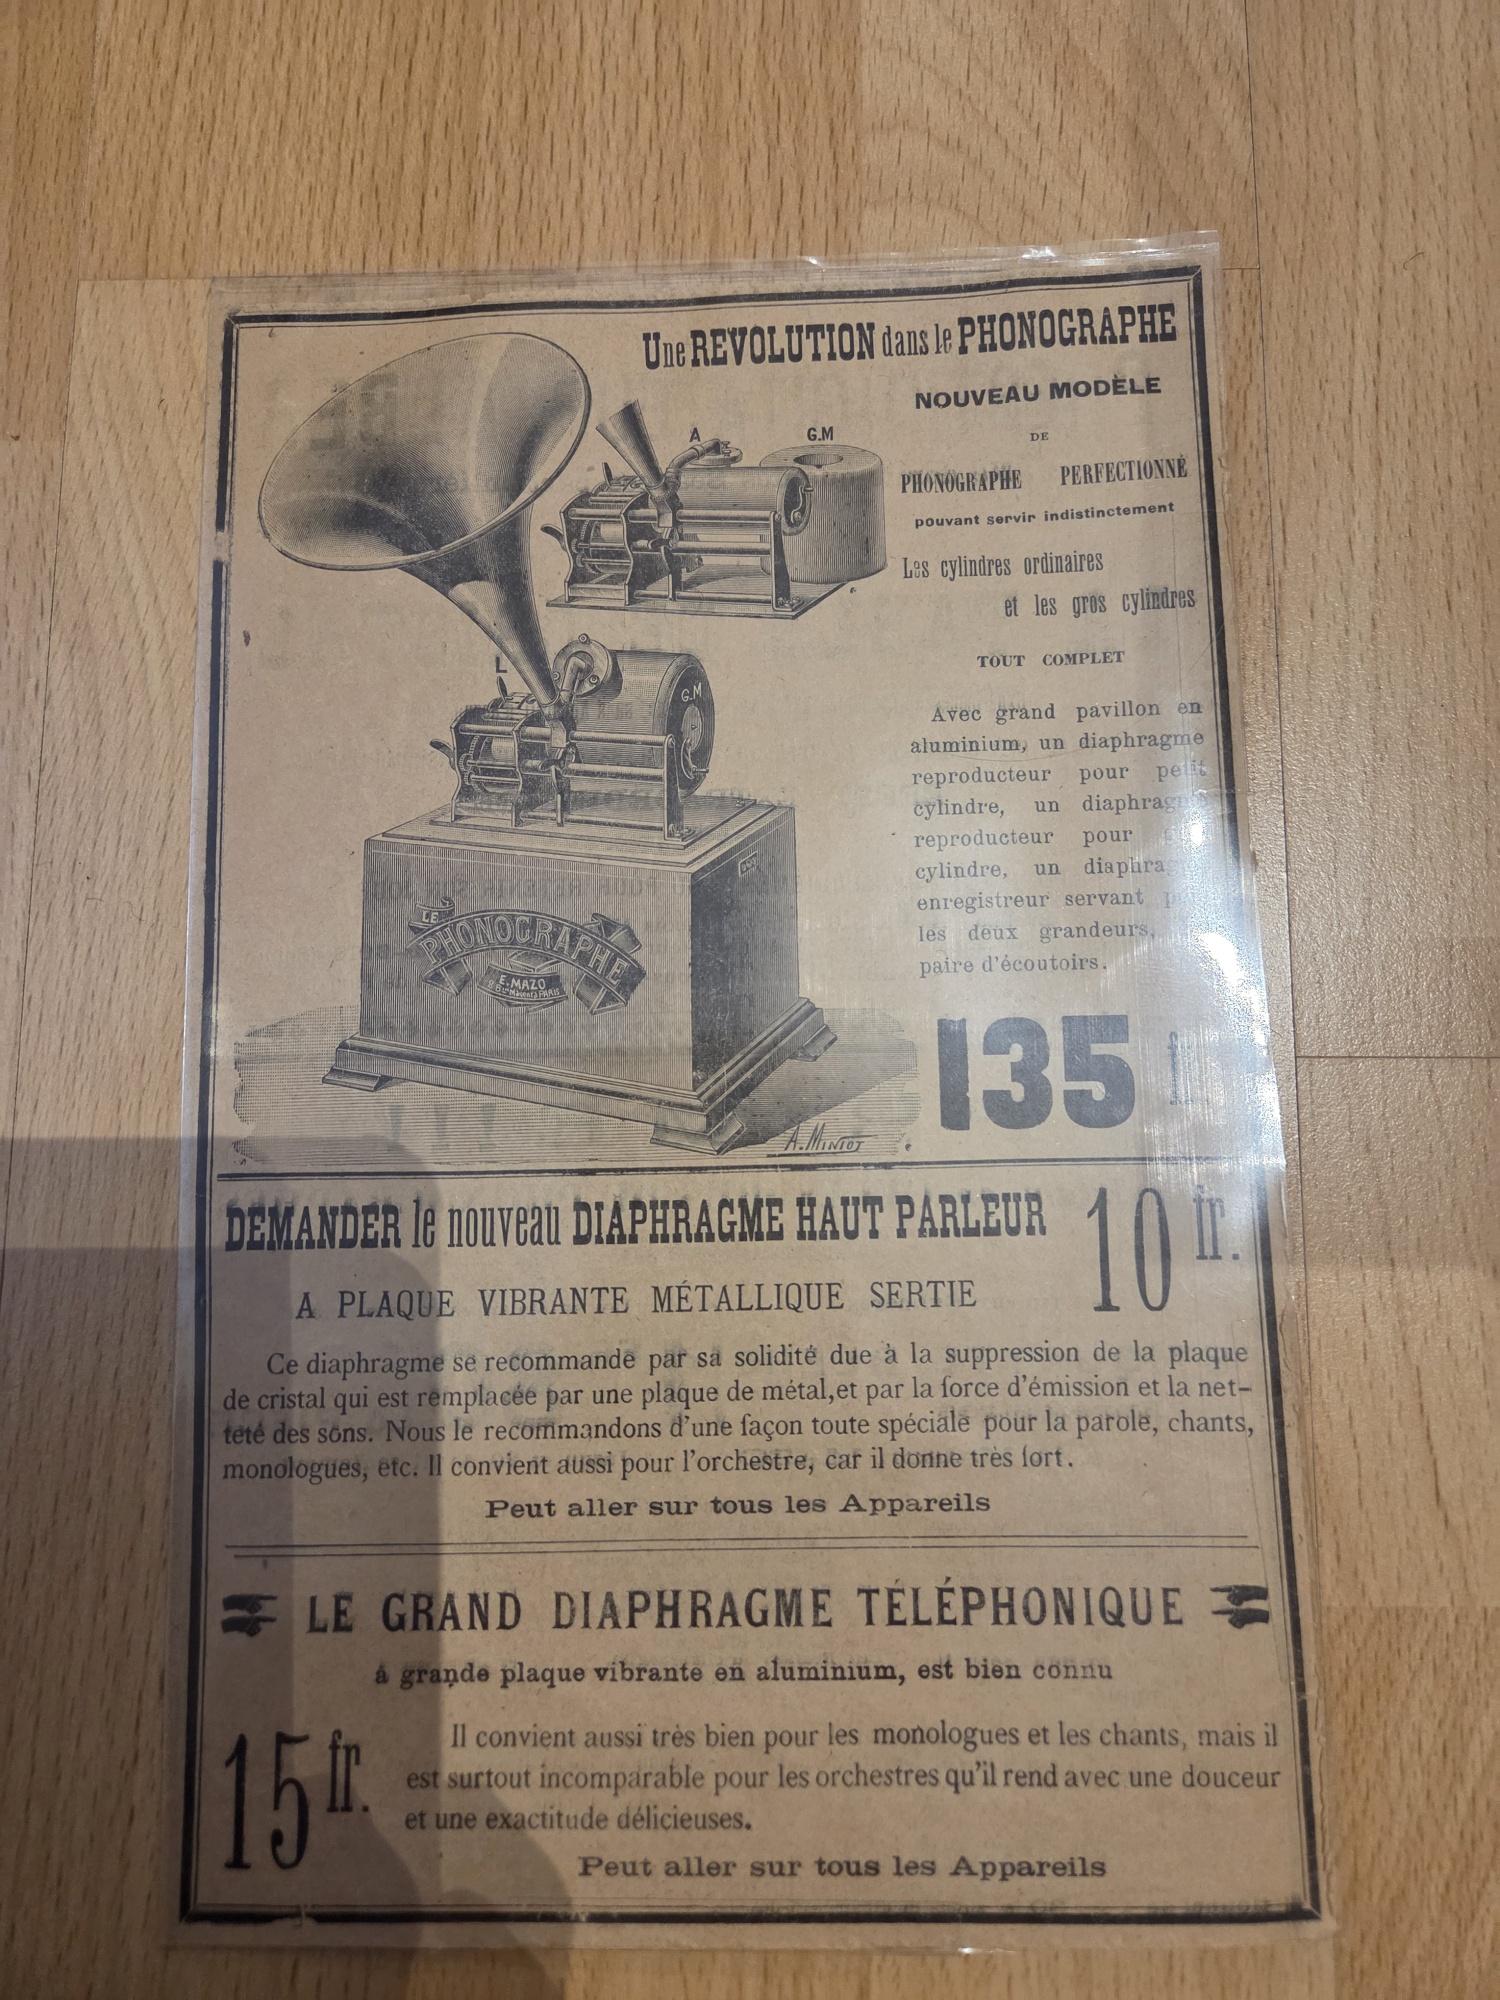 Une REVOLUTION dans le PHONOGRAPHE
NOUVEAU MODÈLE
DE
PHONOGRAPHE PERFECTIONNÉ
pouvant servir indistinctement
Les cylindres ordinaires
et les gros cylindres
TOUT COMPLET
Avec grand pavillon en
aluminium, un diaphragme
reproducteur pour petit
cylindre, un diaphragme
reproducteur pour
cylindre, un diaphragme
enregistreur servant
les deux grandeurs,
paire d'écoutoirs.
135 fr
A
G.M
L
G.M
LE
PHONOGRAPHE
E. MAZO
8 Bd Magenta PARIS
A. MINIOT
DEMANDER le nouveau DIAPHRAGME HAUT PARLEUR 10 fr.
A PLAQUE VIBRANTE MÉTALLIQUE SERTIE
Ce diaphragme se recommande par sa solidité due à la suppression de la plaque
de cristal qui est remplacée par une plaque de métal, et par la force d'émission et la net-
teté des sons. Nous le recommandons d'une façon toute spéciale pour la parole, chants,
monologues, etc. Il convient aussi pour l'orchestre, car il donne très fort.
Peut aller sur tous les Appareils
LE GRAND DIAPHRAGME TÉLÉPHONIQUE
à grande plaque vibrante en aluminium, est bien connu
15 fr.
Il convient aussi très bien pour les monologues et les chants, mais il
est surtout incomparable pour les orchestres qu'il rend avec une douceur
et une exactitude délicieuses.
Peut aller sur tous les Appareils